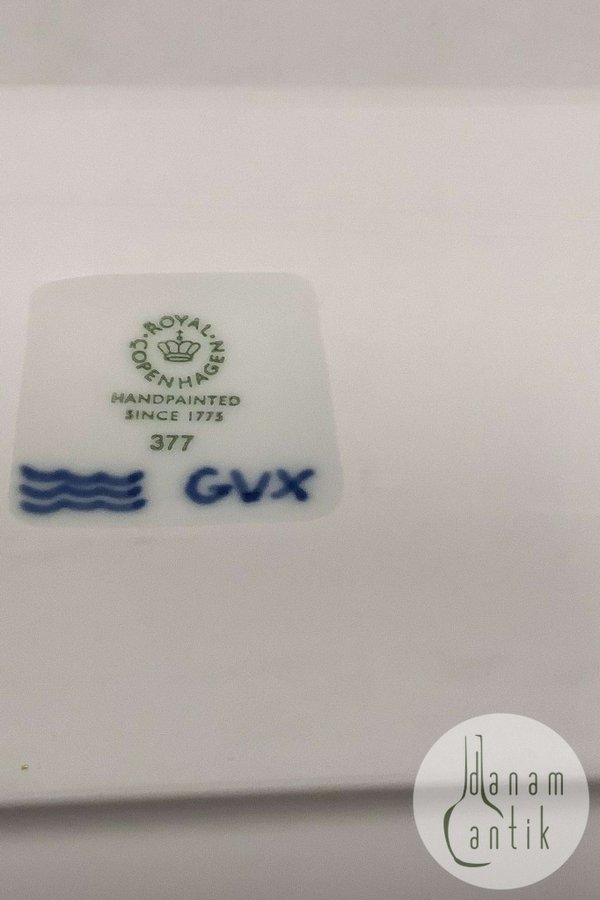 ROYAL
COPENHAGEN
HANDPAINTED
SINCE 1775
377
GVX
danam
antik